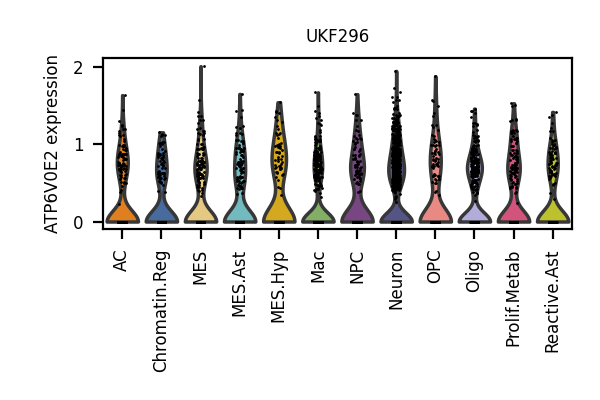 UKF296
ATP6V0E2 expression
2
1
0
AC
Chromatin.Reg
MES
MES.Ast
MES.Hyp
Mac
NPC
Neuron
OPC
Oligo
Prolif.Metab
Reactive.Ast